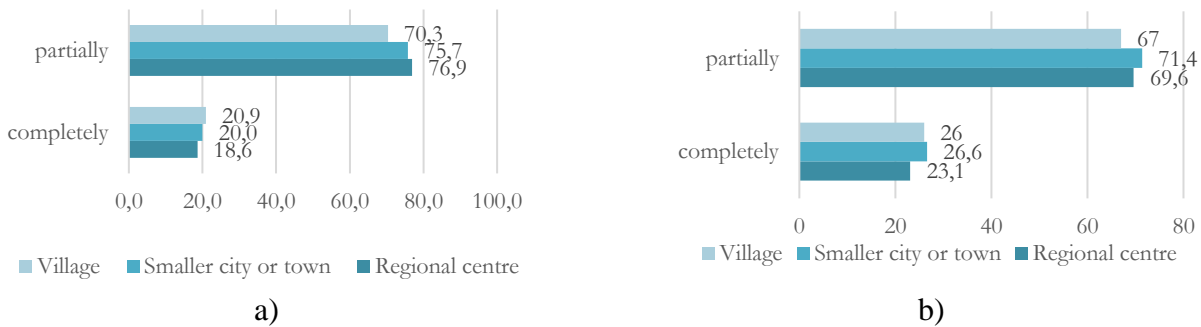 partially
70,3
75,7
76,9
completely
20,9
20,0
18,6
0,0 20,0 40,0 60,0 80,0 100,0
Village Smaller city or town Regional centre
a)
partially
67
71,4
69,6
completely
26
26,6
23,1
0 20 40 60 80
Village Smaller city or town Regional centre
b)